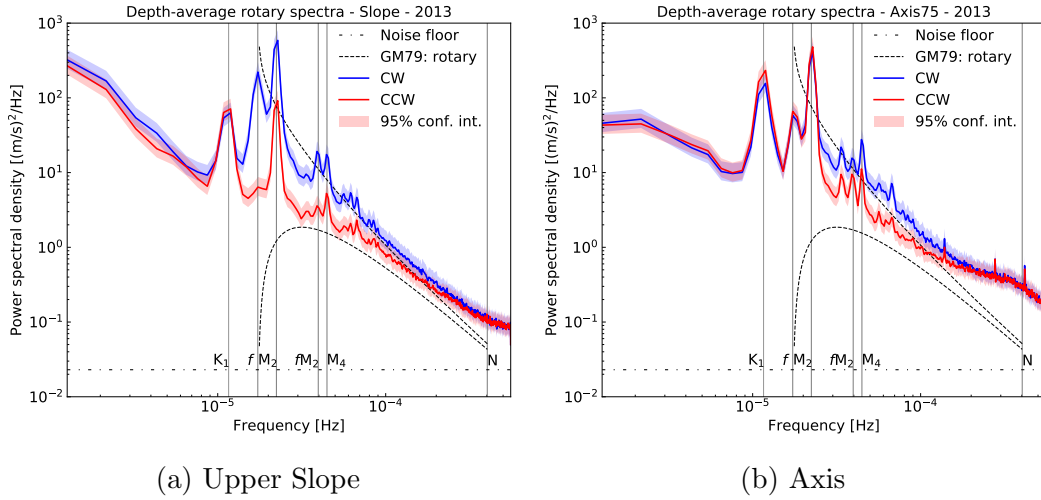 Depth-average rotary spectra - Slope - 2013
Noise floor
GM79: rotary
CW
CCW
95% conf. int.
Power spectral density [(m/s)²/Hz]
10³
10²
10¹
10⁰
10⁻¹
10⁻²
K₁
f
M₂
fM₂
M₄
N
10⁻⁵
10⁻⁴
Frequency [Hz]
(a) Upper Slope
Depth-average rotary spectra - Axis75 - 2013
Noise floor
GM79: rotary
CW
CCW
95% conf. int.
Power spectral density [(m/s)²/Hz]
10³
10²
10¹
10⁰
10⁻¹
10⁻²
K₁
f
M₂
fM₂
M₄
N
10⁻⁵
10⁻⁴
Frequency [Hz]
(b) Axis